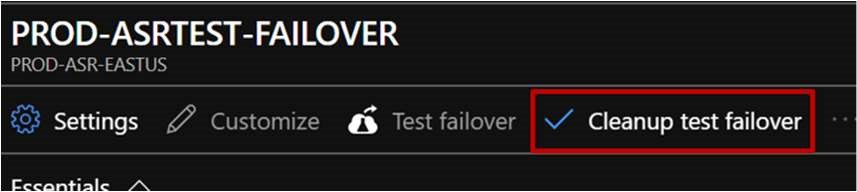 PROD-ASRTEST-FAILOVER
PROD-ASR-EASTUS
Settings Customize Test failover Cleanup test failover ...
Essentials